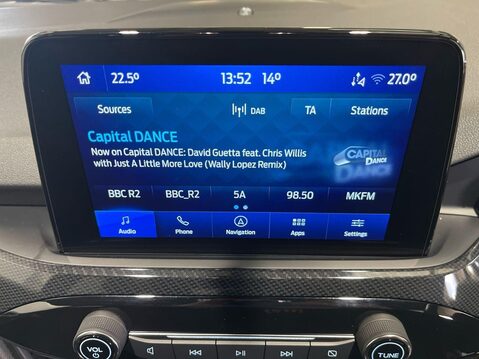 22.5° 13:52 14° 27.0°
Sources DAB TA Stations
Capital DANCE
Now on Capital DANCE: David Guetta feat. Chris Willis
with Just A Little More Love (Wally Lopez Remix)
CAPITAL
DANCE
BBC R2 BBC_R2 5A 98.50 MKFM
Audio Phone Navigation Apps Settings
VOL TUNE